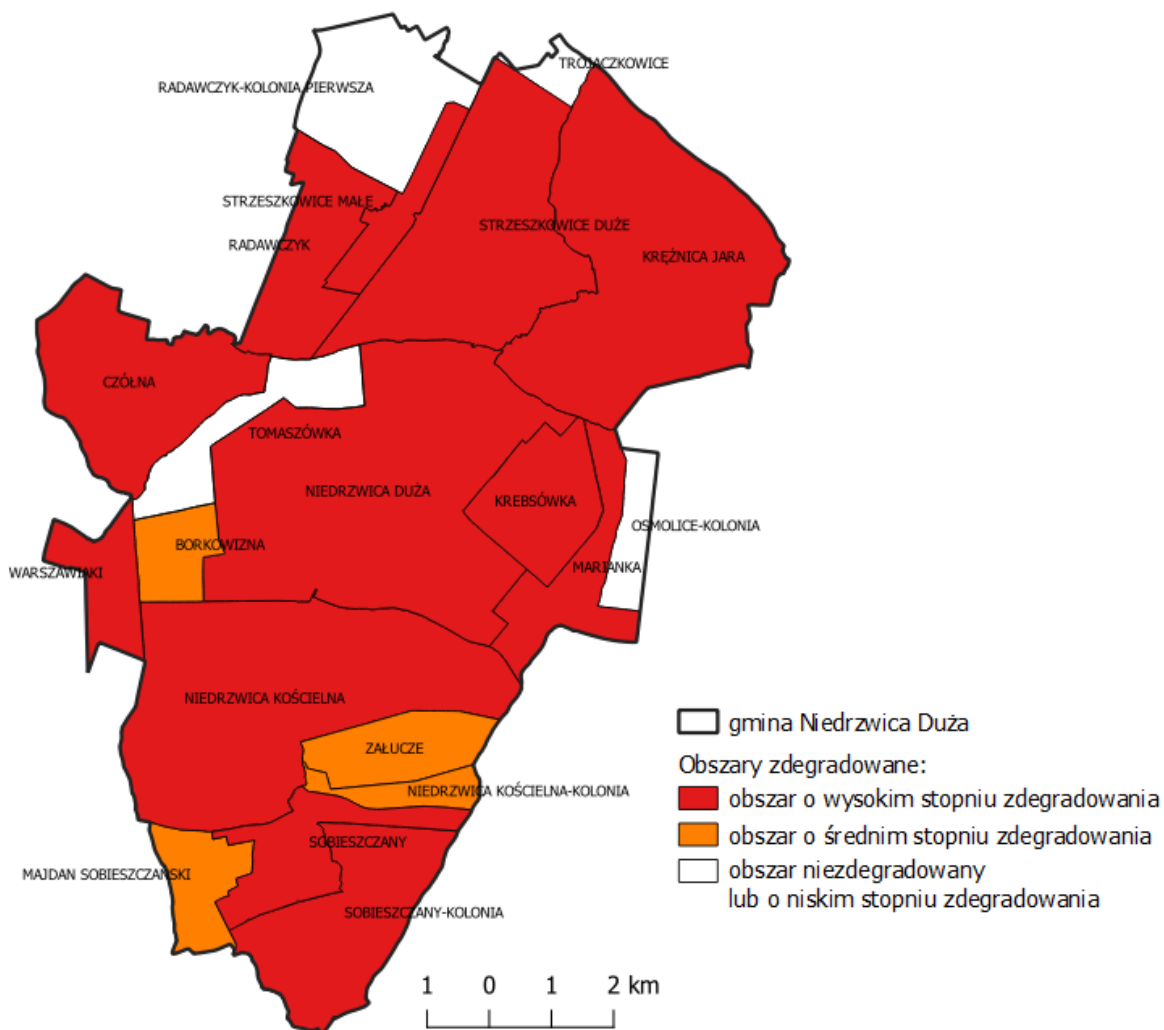 TROJACZKOWICE
RADAWCZYK-KOLONIA PIERWSZA
STRZESZKOWICE MAŁE
STRZESZKOWICE DUŻE
RADAWCZYK
KRĘŻNICA JARA
CZÓŁNA
TOMASZÓWKA
NIEDRZWICA DUŻA
KREBSÓWKA
OSMOLICE-KOLONIA
BORKOWIZNA
WARSZAWIAKI
MARIANKA
NIEDRZWICA KOŚCIELNA
ZAŁUCZE
NIEDRZWICA KOŚCIELNA-KOLONIA
SOBIESZCZANY
MAJDAN SOBIESZCZAŃSKI
SOBIESZCZANY-KOLONIA
gmina Niedrzwica Duża
Obszary zdegradowane:
obszar o wysokim stopniu zdegradowania
obszar o średnim stopniu zdegradowania
obszar niezdegradowany
lub o niskim stopniu zdegradowania
1 0 1 2 km